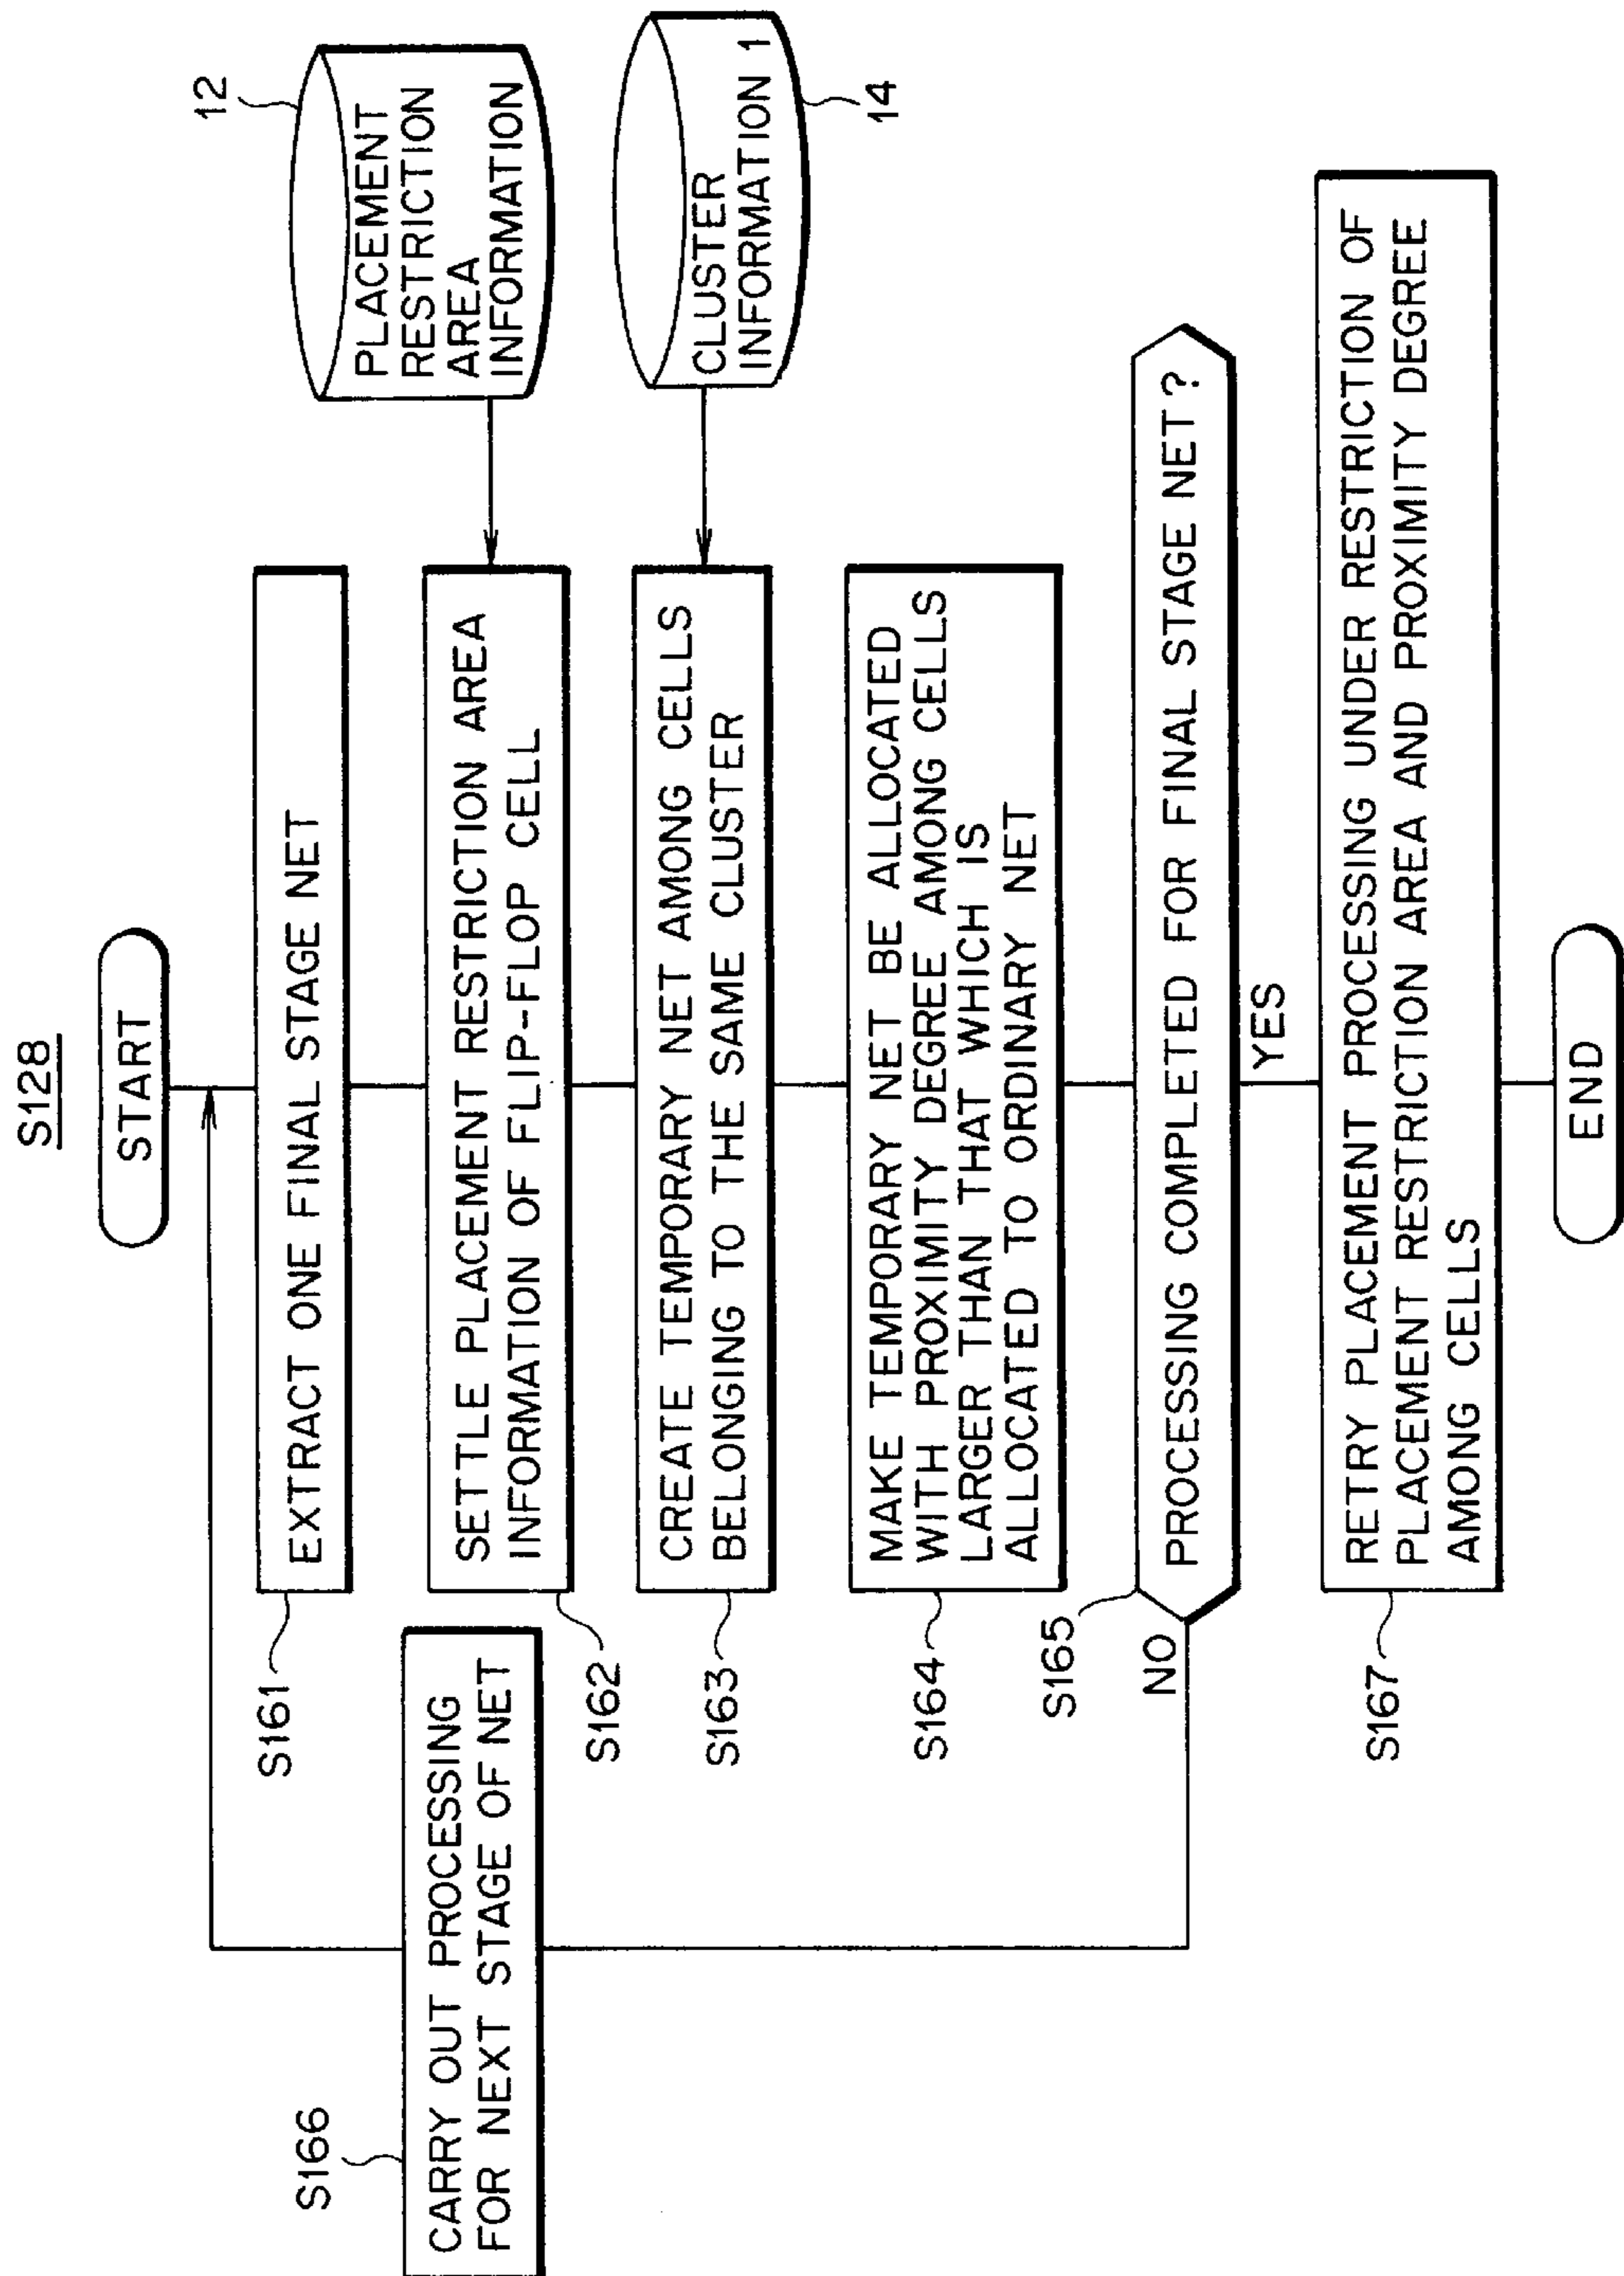 S128
START
S161
EXTRACT ONE FINAL STAGE NET
12
PLACEMENT
RESTRICTION
AREA
INFORMATION
S162
SETTLE PLACEMENT RESTRICTION AREA
INFORMATION OF FLIP-FLOP CELL
S166
CARRY OUT PROCESSING
FOR NEXT STAGE OF NET
S163
CREATE TEMPORARY NET AMONG CELLS
BELONGING TO THE SAME CLUSTER
CLUSTER
INFORMATION 1
14
S164
MAKE TEMPORARY NET BE ALLOCATED
WITH PROXIMITY DEGREE AMONG CELLS
LARGER THAN THAT WHICH IS
ALLOCATED TO ORDINARY NET
S165
PROCESSING COMPLETED FOR FINAL STAGE NET?
NO
YES
S167
RETRY PLACEMENT PROCESSING UNDER RESTRICTION OF
PLACEMENT RESTRICTION AREA AND PROXIMITY DEGREE
AMONG CELLS
END